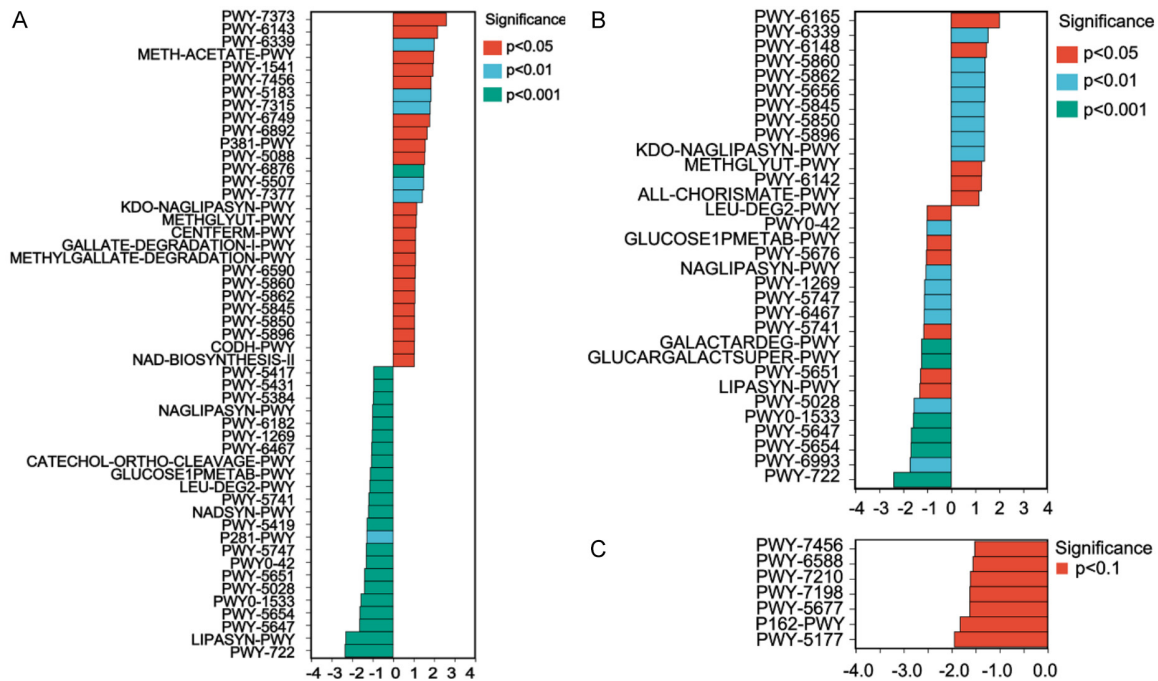 A
PWY-7373
PWY-6143
PWY-6339
METH-ACETATE-PWY
PWY-1541
PWY-7456
PWY-5183
PWY-7315
PWY-6749
PWY-6892
P381-PWY
PWY-5088
PWY-6876
PWY-5507
PWY-7377
KDO-NAGLIPASYN-PWY
METHGLYUT-PWY
CENTFERM-PWY
GALLATE-DEGRADATION-I-PWY
METHYLGALLATE-DEGRADATION-PWY
PWY-6590
PWY-5860
PWY-5862
PWY-5845
PWY-5850
PWY-5896
CODH-PWY
NAD-BIOSYNTHESIS-II
PWY-5417
PWY-5431
PWY-5384
NAGLIPASYN-PWY
PWY-6182
PWY-1269
PWY-6467
CATECHOL-ORTHO-CLEAVAGE-PWY
GLUCOSE1PMETAB-PWY
LEU-DEG2-PWY
PWY-5741
NADSYN-PWY
PWY-5419
P281-PWY
PWY-5747
PWY0-42
PWY-5651
PWY-5028
PWY0-1533
PWY-5654
PWY-5647
LIPASYN-PWY
PWY-722
-4 -3 -2 -1 0 1 2 3 4
Significance
p<0.05
p<0.01
p<0.001
B
PWY-6165
PWY-6339
PWY-6148
PWY-5860
PWY-5862
PWY-5656
PWY-5845
PWY-5850
PWY-5896
KDO-NAGLIPASYN-PWY
METHGLYUT-PWY
PWY-6142
ALL-CHORISMATE-PWY
LEU-DEG2-PWY
PWY0-42
GLUCOSE1PMETAB-PWY
PWY-5676
NAGLIPASYN-PWY
PWY-1269
PWY-5747
PWY-6467
PWY-5741
GALACTARDEG-PWY
GLUCARGALACTSUPER-PWY
PWY-5651
LIPASYN-PWY
PWY-5028
PWY0-1533
PWY-5647
PWY-5654
PWY-6993
PWY-722
-4 -3 -2 -1 0 1 2 3 4
Significance
p<0.05
p<0.01
p<0.001
C
PWY-7456
PWY-6588
PWY-7210
PWY-7198
PWY-5677
P162-PWY
PWY-5177
-4.0 -3.0 -2.0 -1.0 0.0
Significance
p<0.1